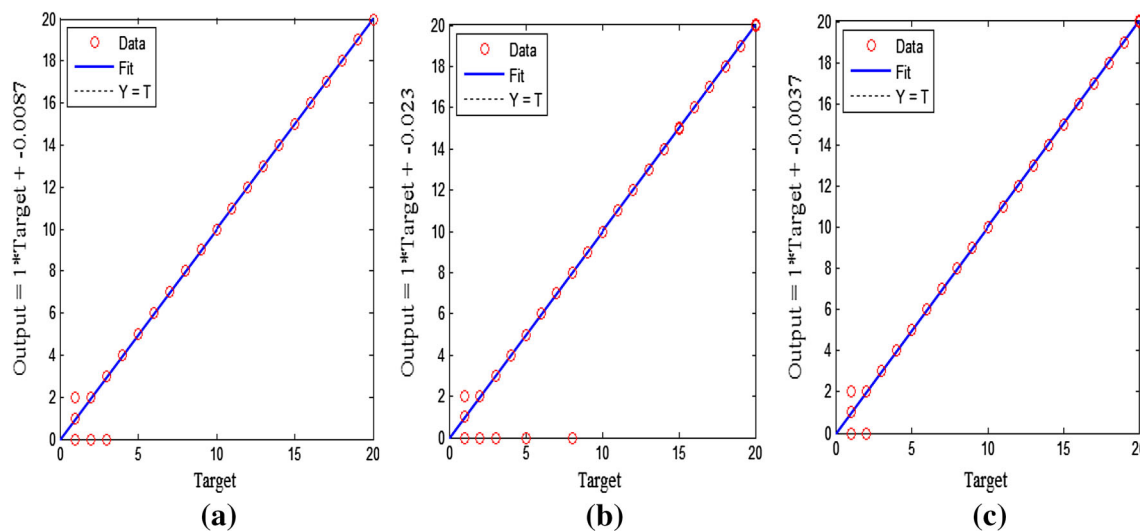 Output = 1*Target + -0.0087
20
18
16
14
12
10
8
6
4
2
0
Data
Fit
Y = T
0 5 10 15 20
Target
(a)
Output = 1*Target + -0.023
20
18
16
14
12
10
8
6
4
2
0
Data
Fit
Y = T
0 5 10 15 20
Target
(b)
Output = 1*Target + -0.0037
20
18
16
14
12
10
8
6
4
2
0
Data
Fit
Y = T
0 5 10 15 20
Target
(c)